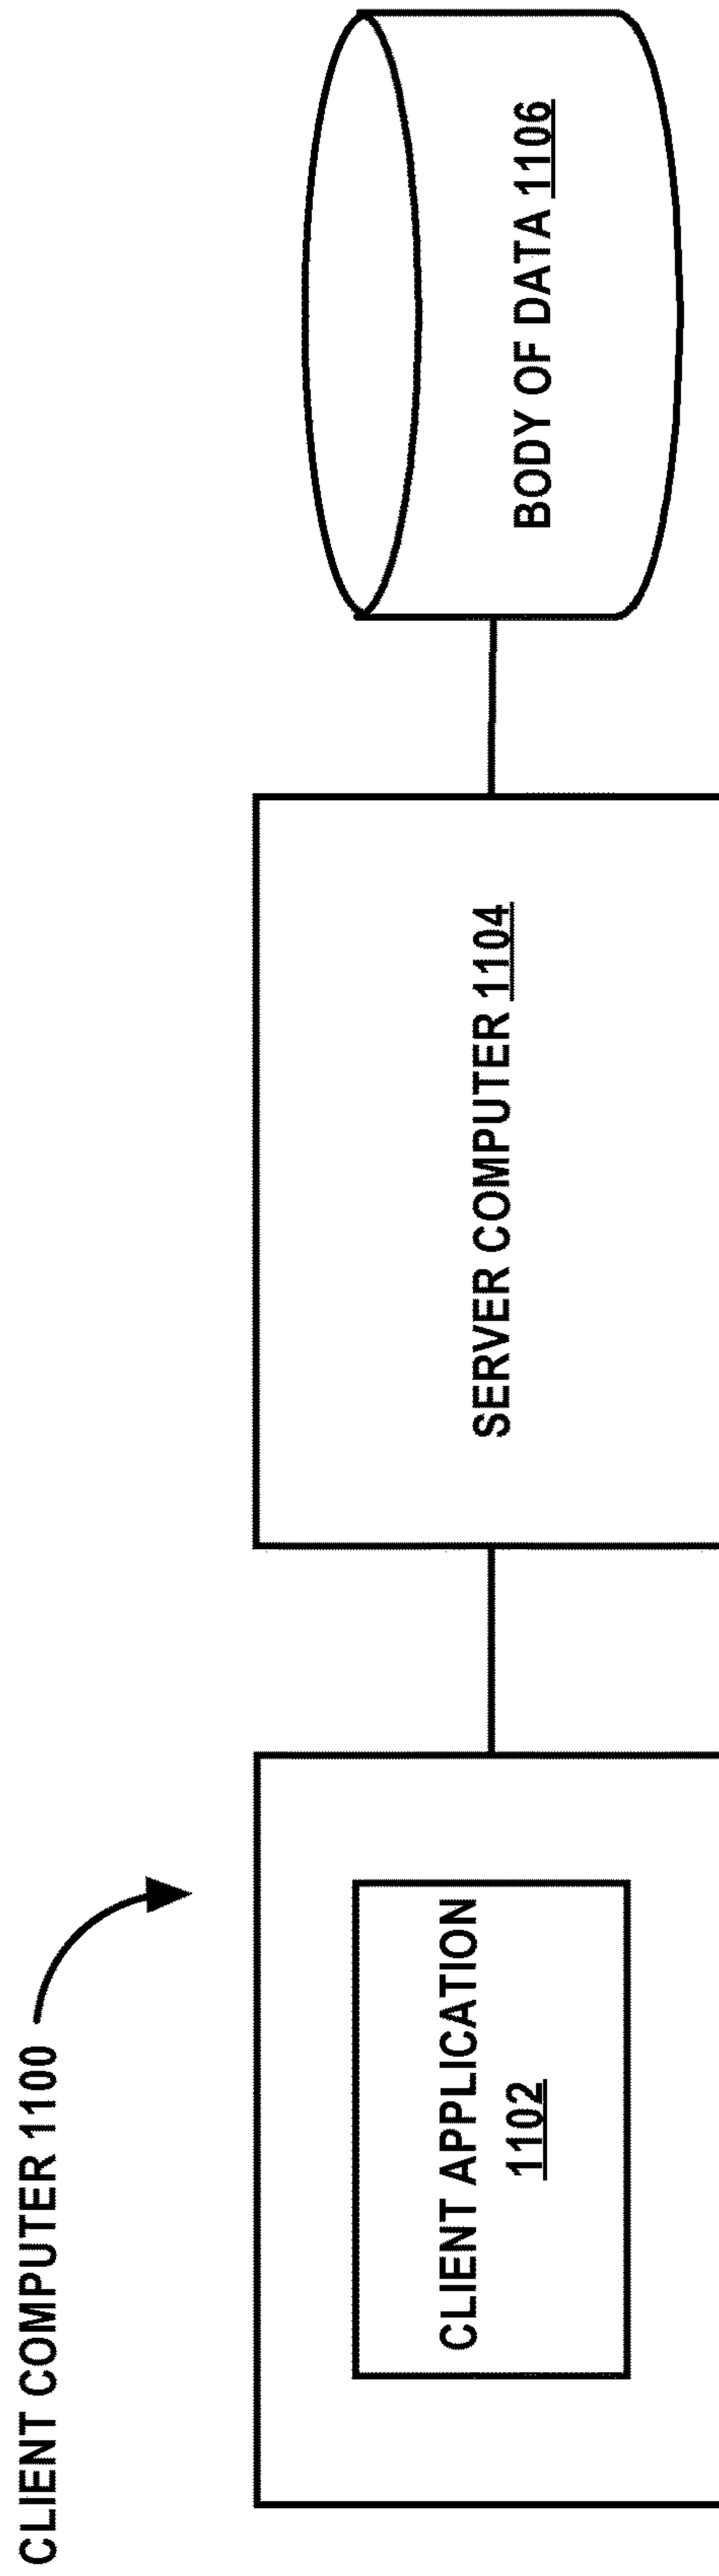 CLIENT COMPUTER 1100
CLIENT APPLICATION
1102
SERVER COMPUTER 1104
BODY OF DATA 1106